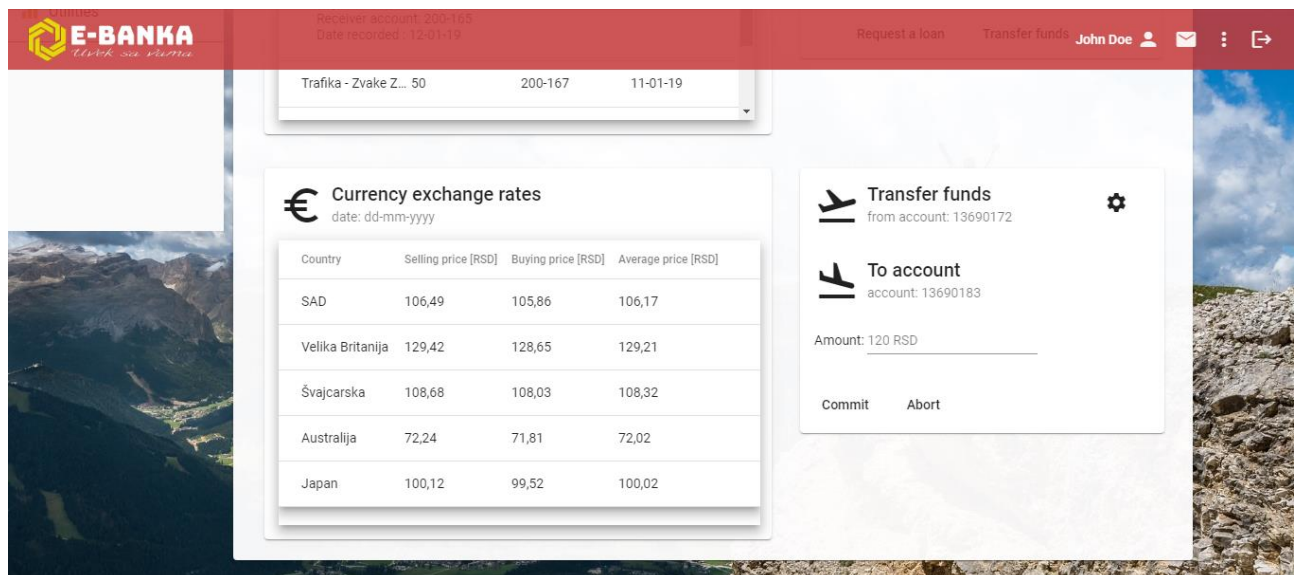 Utilities
E-BANKA
Uvek sa vama
Receiver account: 200-165
Date recorded : 12-01-19
Request a loan Transfer funds
John Doe
Trafika - Zvake Z... 50 200-167 11-01-19
Currency exchange rates
date: dd-mm-yyyy
Country Selling price [RSD] Buying price [RSD] Average price [RSD]
SAD 106,49 105,86 106,17
Velika Britanija 129,42 128,65 129,21
Švajcarska 108,68 108,03 108,32
Australija 72,24 71,81 72,02
Japan 100,12 99,52 100,02
Transfer funds
from account: 13690172
To account
account: 13690183
Amount: 120 RSD
Commit Abort